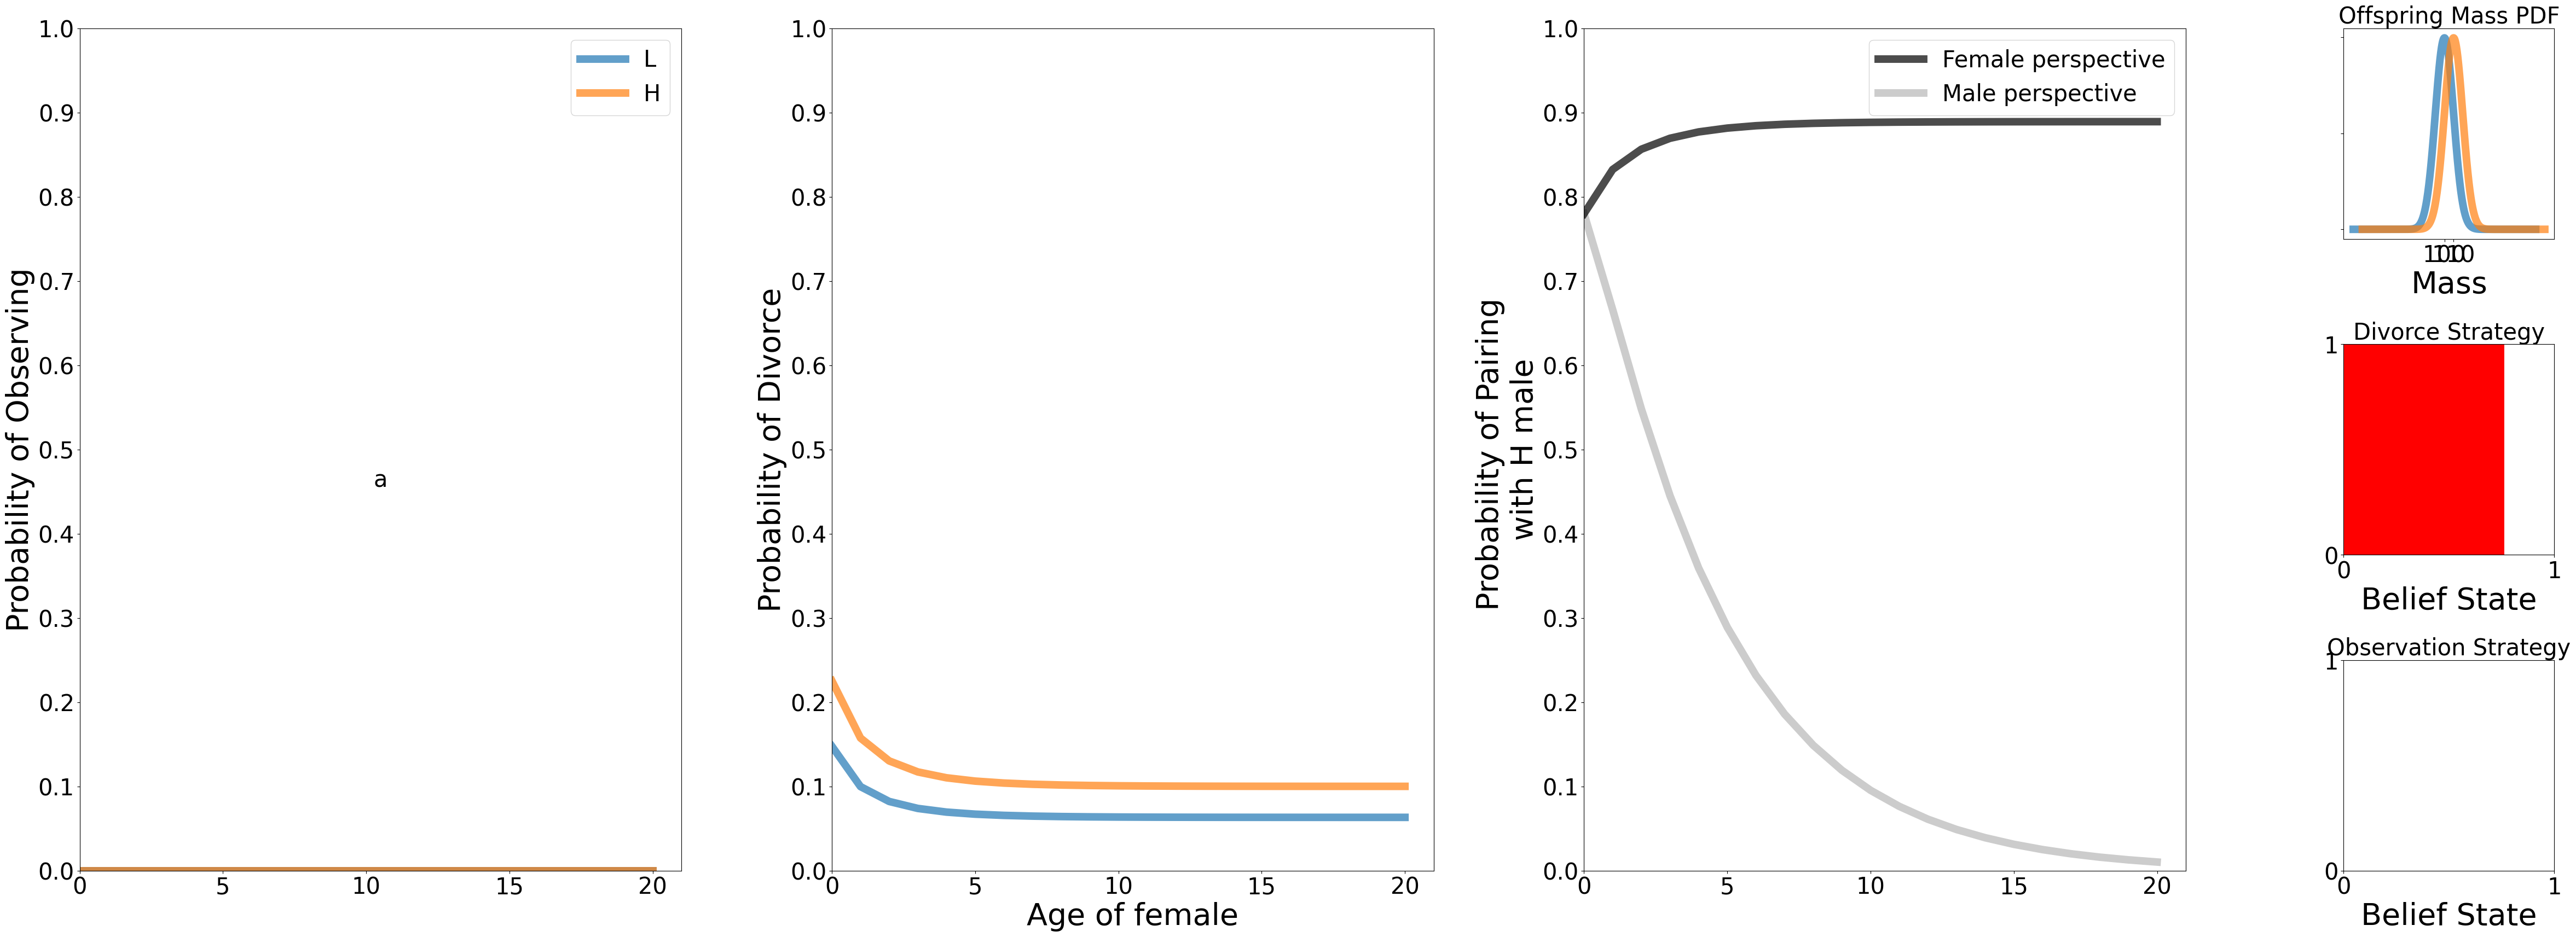 Probability of Observing
1.0
0.9
0.8
0.7
0.6
0.5
0.4
0.3
0.2
0.1
0.0
0 5 10 15 20
L
H
a
Probability of Divorce
1.0
0.9
0.8
0.7
0.6
0.5
0.4
0.3
0.2
0.1
0.0
0 5 10 15 20
Age of female
Probability of Pairing
with H male
1.0
0.9
0.8
0.7
0.6
0.5
0.4
0.3
0.2
0.1
0.0
0 5 10 15 20
Female perspective
Male perspective
Offspring Mass PDF
100 110
Mass
Divorce Strategy
1
0
0 1
Belief State
Observation Strategy
1
0
0 1
Belief State